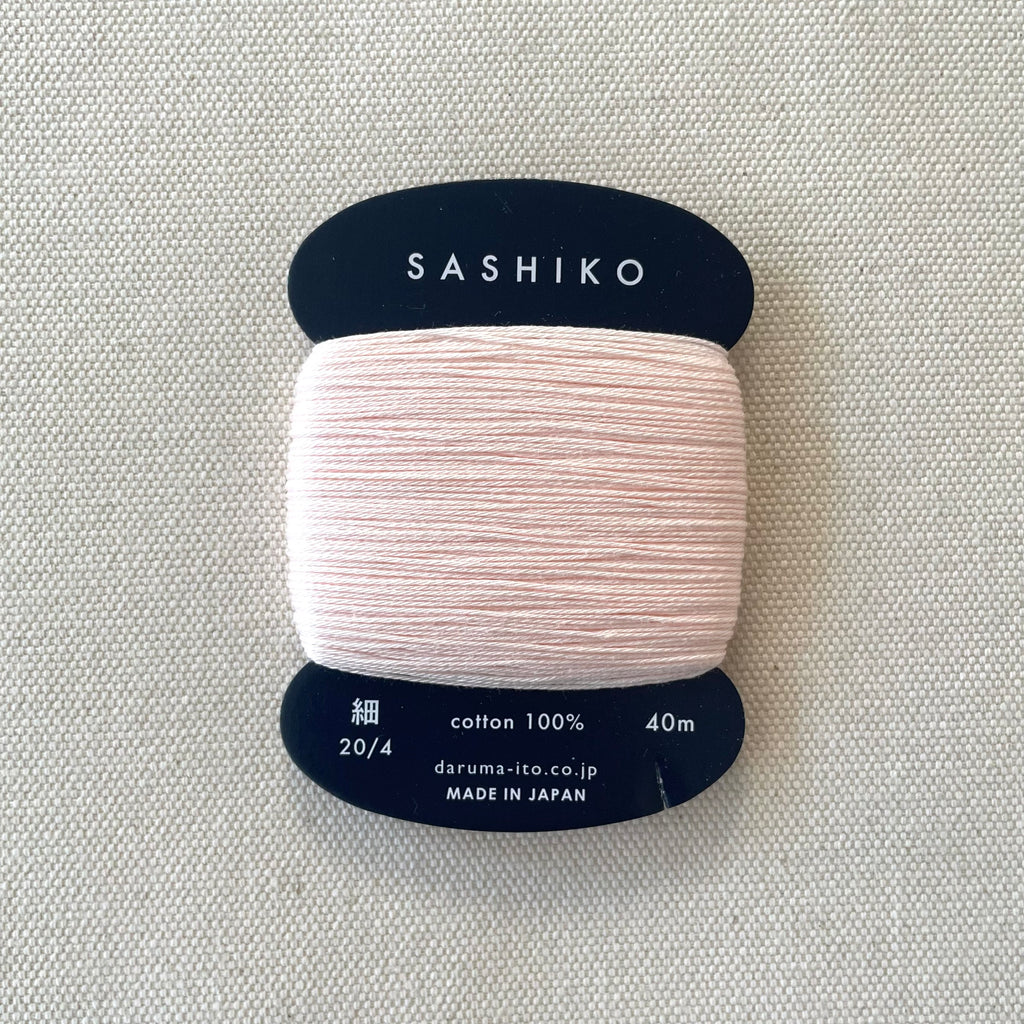 SASHIKO
細 cotton 100% 40m
20/4
daruma-ito.co.jp
MADE IN JAPAN